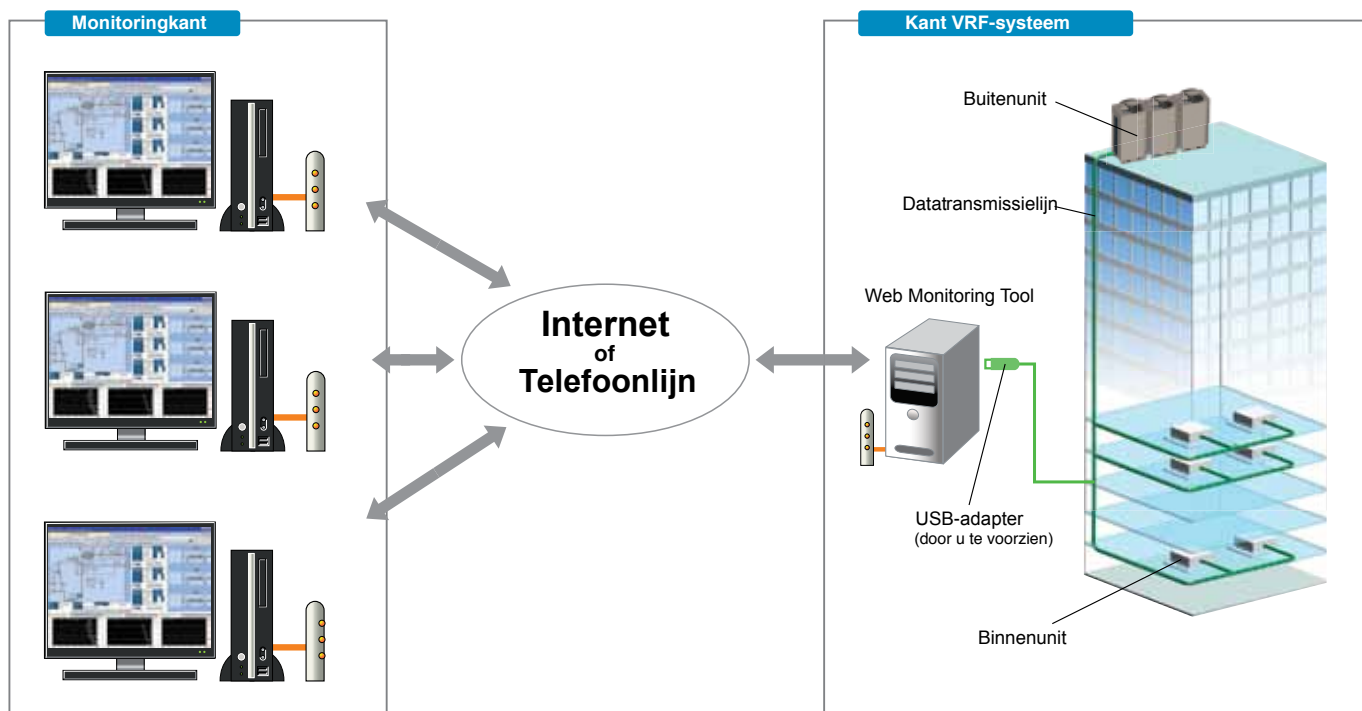 Monitoringkant
Kant VRF-systeem
Buitenunit
Datatransmissielijn
Web Monitoring Tool
Internet
of
Telefoonlijn
USB-adapter
(door u te voorzien)
Binnenunit